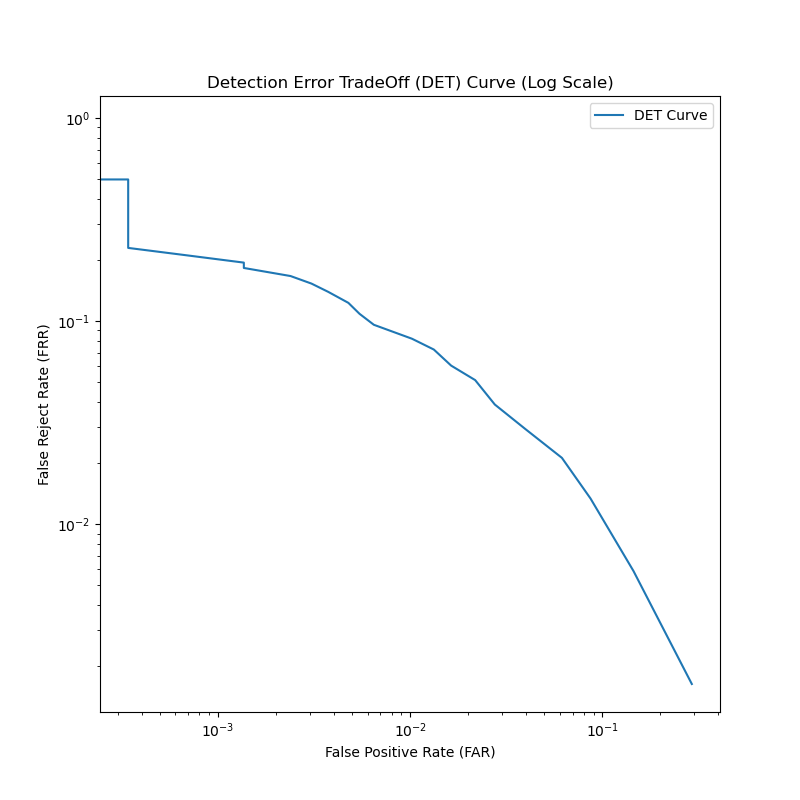 Detection Error TradeOff (DET) Curve (Log Scale)
DET Curve
10⁰
10⁻¹
10⁻²
False Reject Rate (FRR)
10⁻³
10⁻²
10⁻¹
False Positive Rate (FAR)